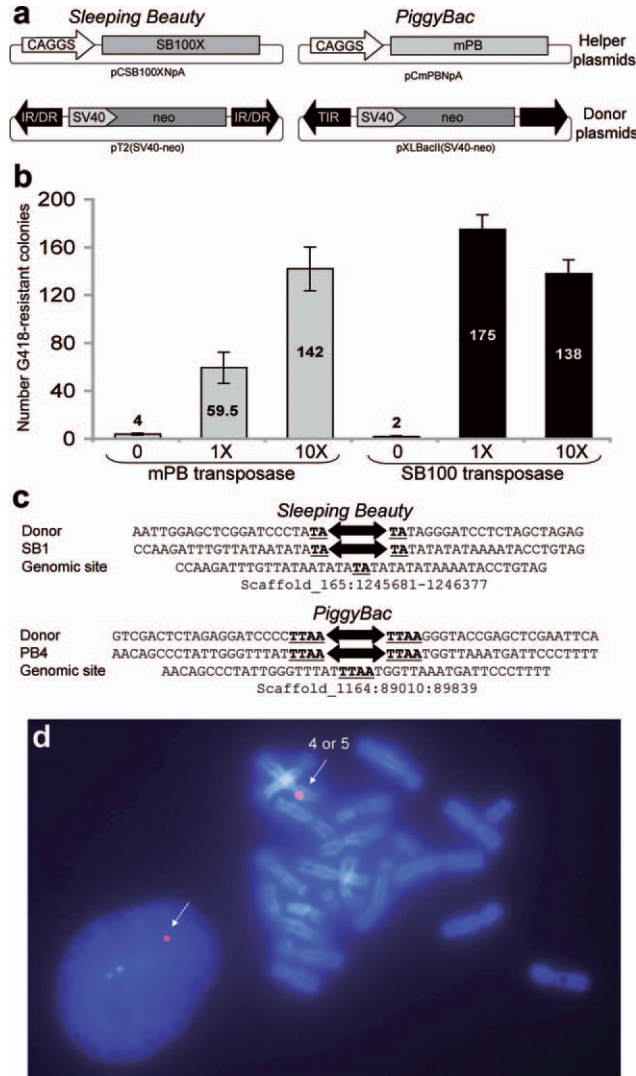 a
Sleeping Beauty PiggyBac
CAGGS SB100X CAGGS mPB Helper plasmids
pCSB100XNpA pCmPBNpA
IR/DR SV40 neo IR/DR TIR SV40 neo Donor plasmids
pT2(SV40-neo) pXLBacII(SV40-neo)
b
Number G418-resistant colonies
200
160
120
80
40
0
4 59.5 142 2 175 138
0 1X 10X 0 1X 10X
mPB transposase SB100 transposase
c
Sleeping Beauty
Donor AATTGGAGCTCGGATCCCTATA TATAGGGATCCTCTAGCTAGAG
SB1 CCAAGATTTGTTATAATATATA TATATATATAAAATACCTGTAG
Genomic site CCAAGATTTGTTATAATATATATATATATAAAATACCTGTAG
Scaffold_165:1245681-1246377
PiggyBac
Donor GTCGACTCTAGAGGATCCCCTTAA TTAAGGGTACCGAGCTCGAATTCA
PB4 AACAGCCCTATTGGGTTTATTTAA TTAATGGTTAAATGATTCCCTTTT
Genomic site AACAGCCCTATTGGGTTTATTTAATGGTTAAATGATTCCCTTTT
Scaffold_1164:89010:89839
d
4 or 5